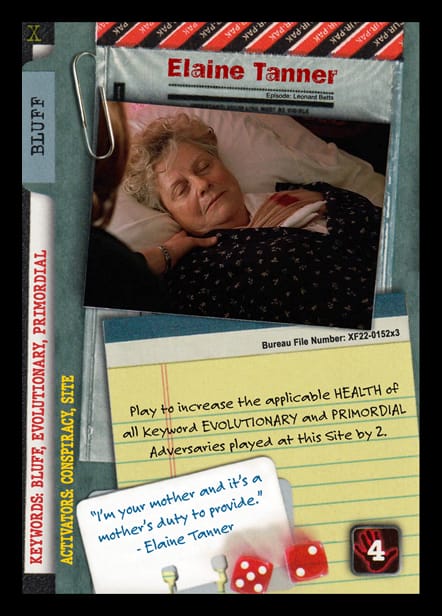 X
UR-PAK
Elaine Tanner
Episode: Leonard Betts
BLUFF
KEYWORDS: BLUFF, EVOLUTIONARY, PRIMORDIAL
ACTIVATORS: CONSPIRACY, SITE
Bureau File Number: XF22-0152x3
Play to increase the applicable HEALTH of
all Keyword EVOLUTIONARY and PRIMORDIAL
Adversaries played at this Site by 2.
"I'm your mother and it's a
mother's duty to provide."
- Elaine Tanner
4